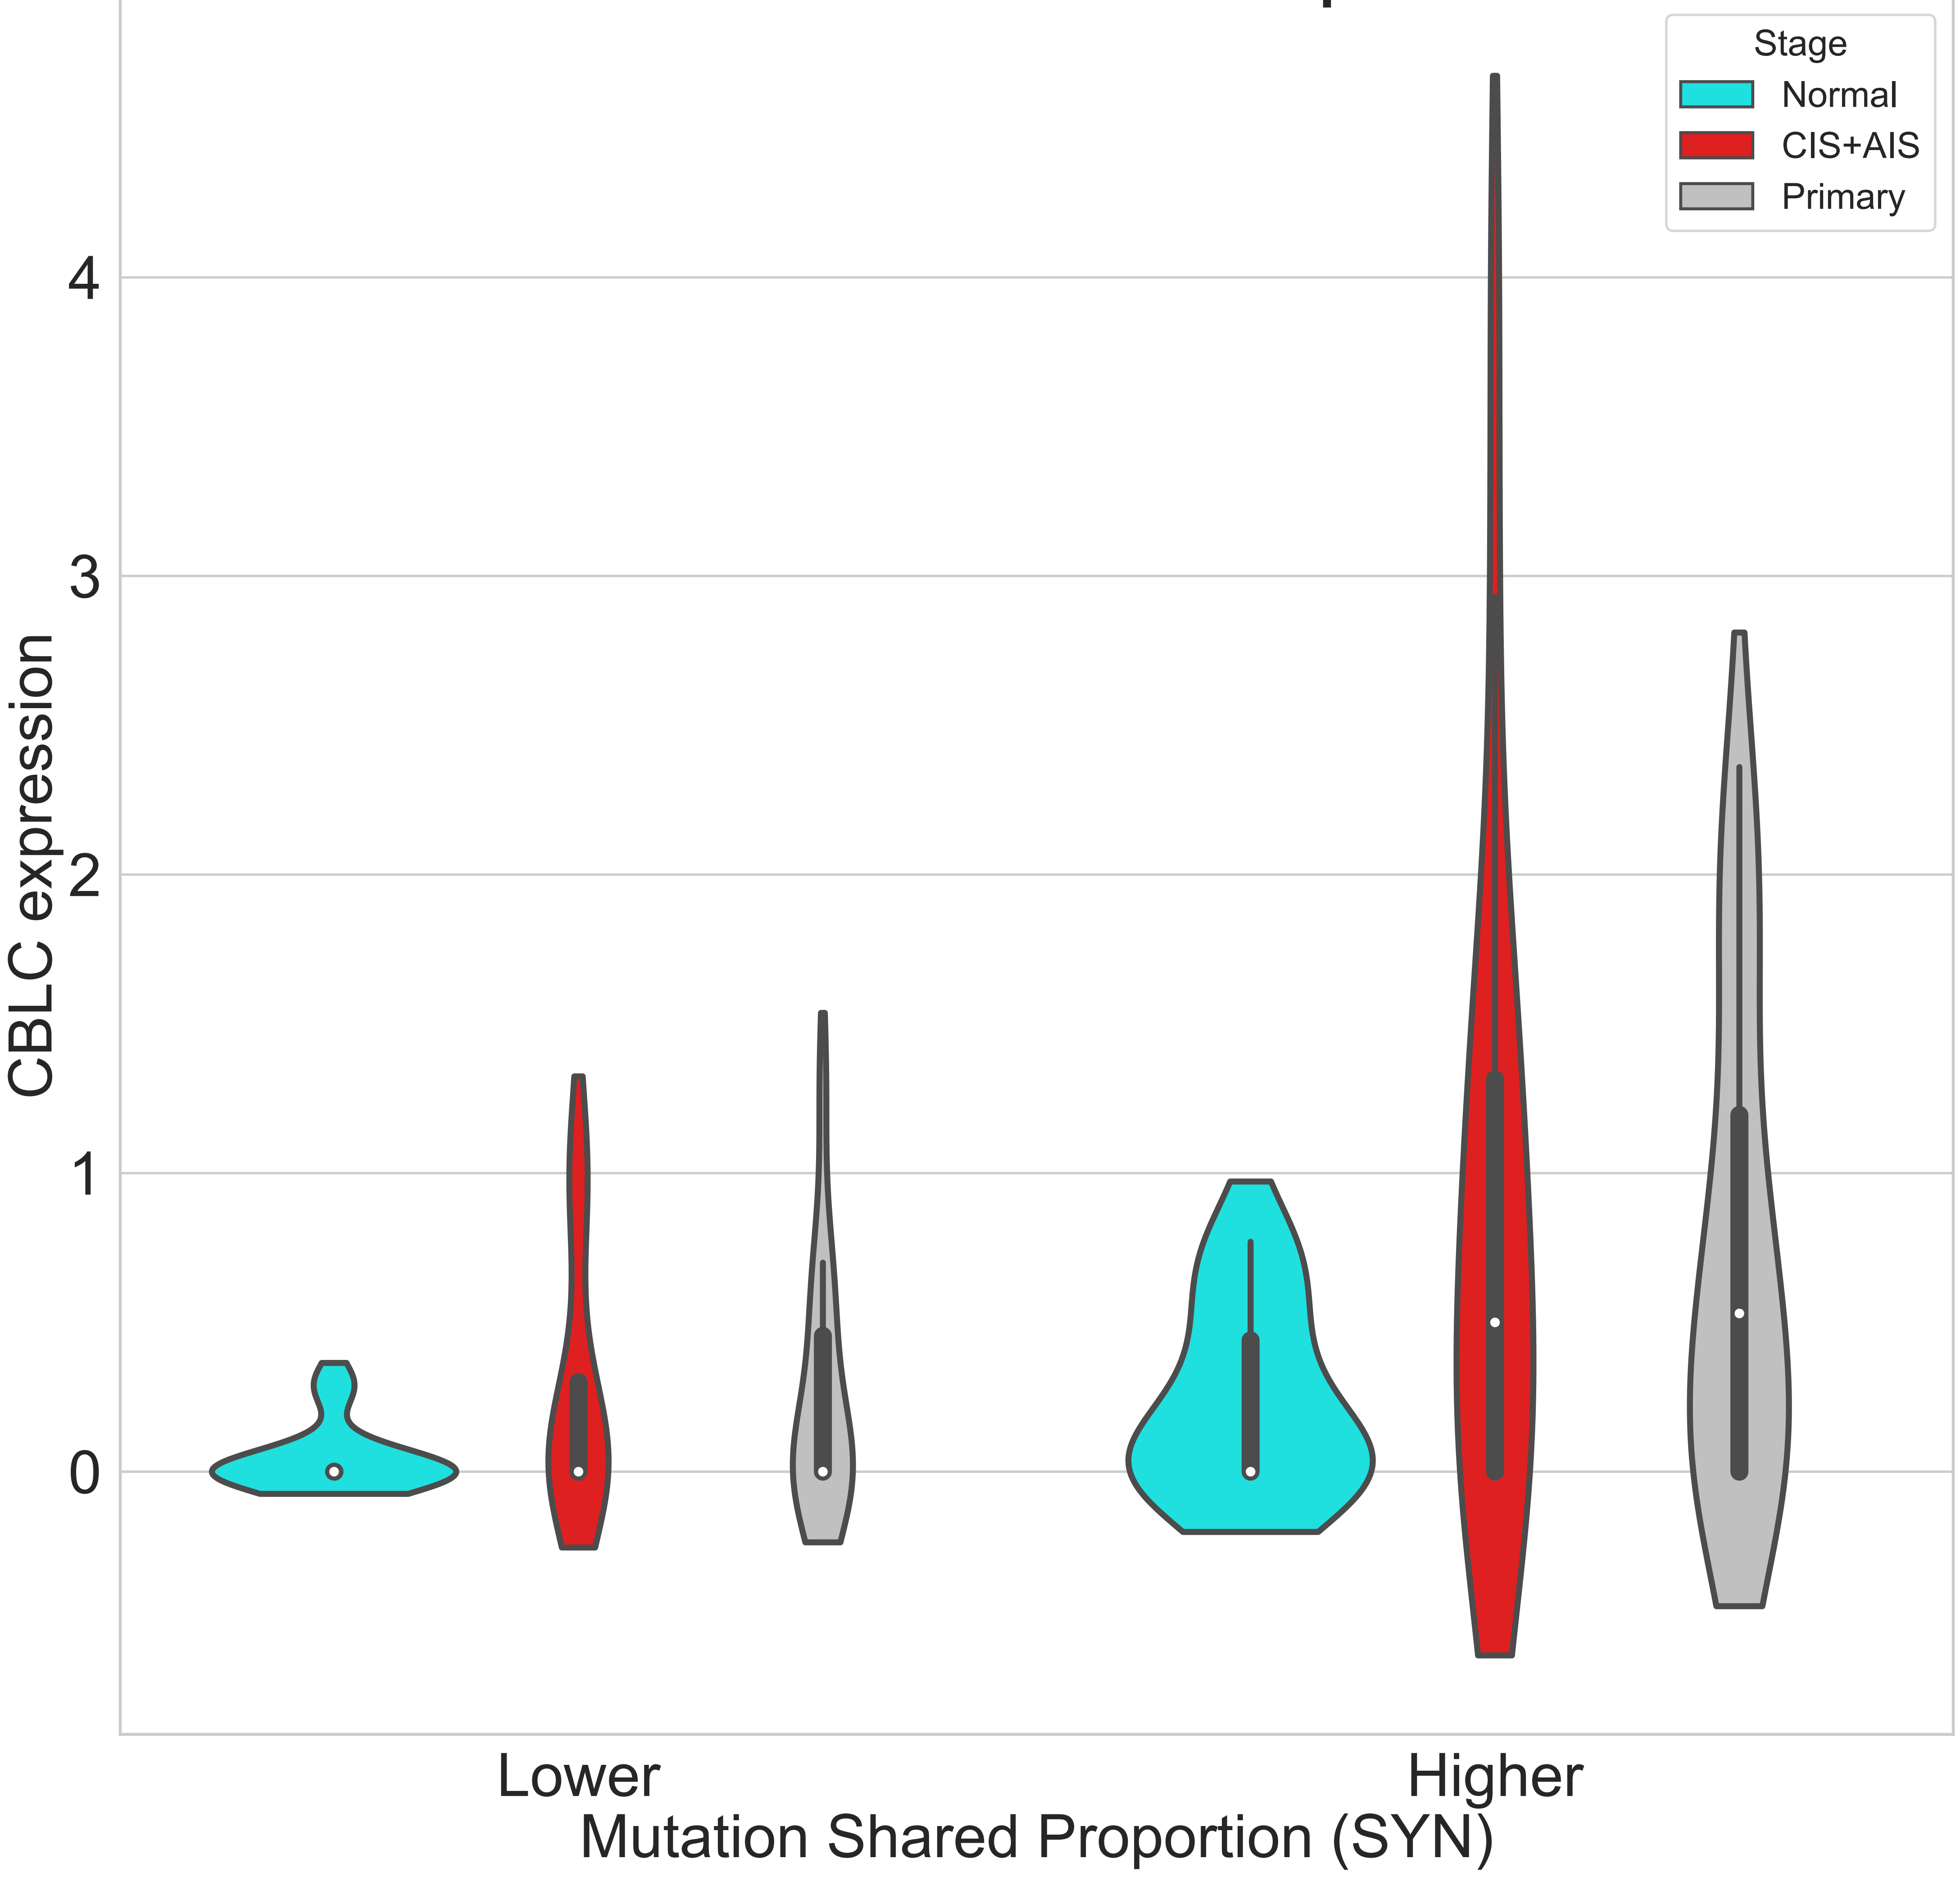 Stage
Normal
CIS+AIS
Primary
4
3
2
1
0
CBLC expression
Lower
Higher
Mutation Shared Proportion (SYN)